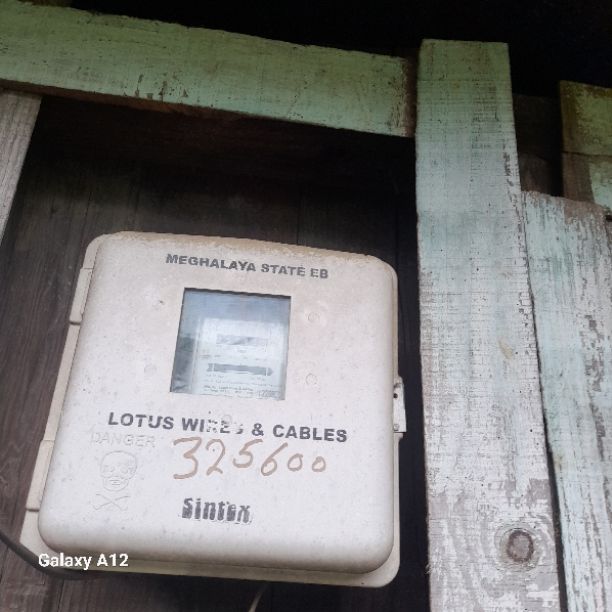 MEGHALAYA STATE EB
LOTUS WIRES & CABLES
DANGER
325600
Sintex
Galaxy A12